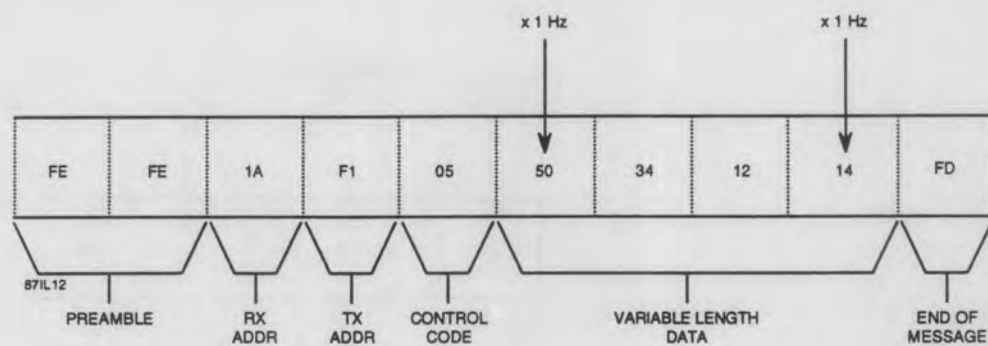 x 1 Hz x 1 Hz
FE FE 1A F1 05 50 34 12 14 FD
871L12
PREAMBLE RX ADDR TX ADDR CONTROL CODE VARIABLE LENGTH DATA END OF MESSAGE